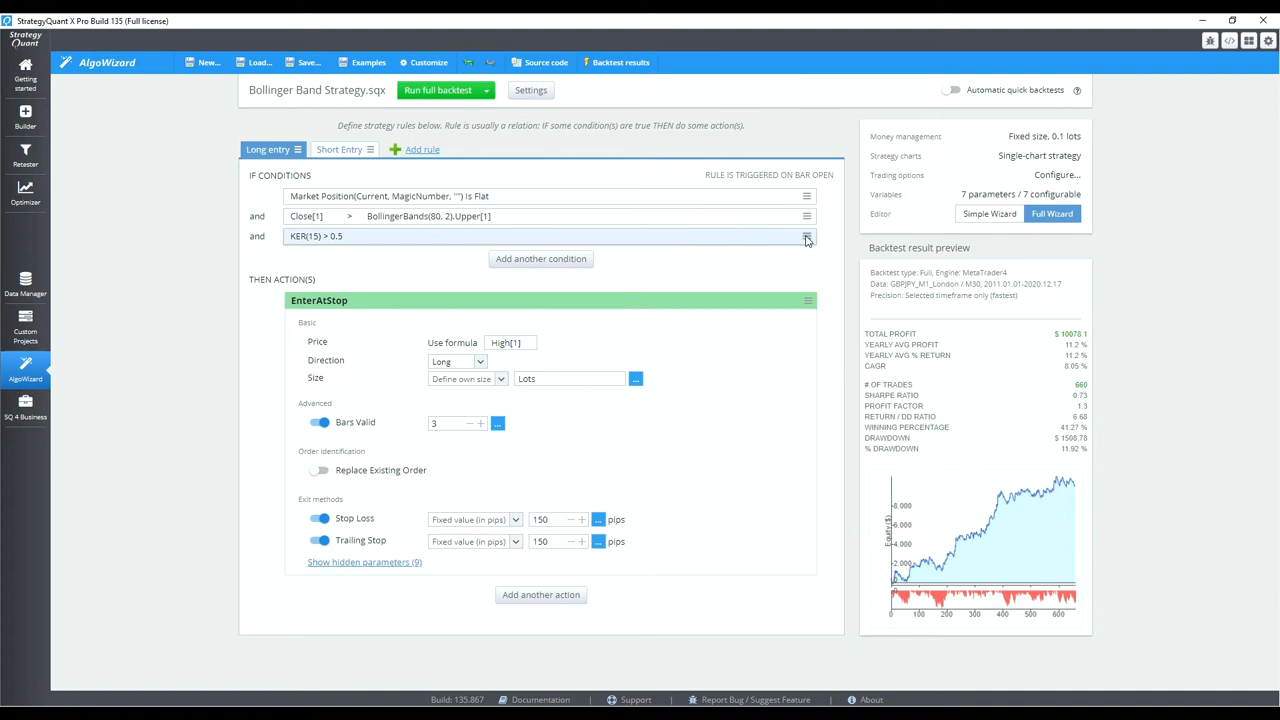 StrategyQuant X Pro Build 135 (Full license)
Strategy
Quant
AlgoWizard
New...
Load...
Save...
Examples
Customize
Source code
Backtest results
Getting
started
Builder
Retester
Optimizer
Data Manager
Custom
Projects
AlgoWizard
SQ 4 Business
Bollinger Band Strategy.sqx
Run full backtest
Settings
Automatic quick backtests
Define strategy rules below. Rule is usually a relation: IF some condition(s) are true THEN do some action(s).
Long entry
Short Entry
Add rule
IF CONDITIONS
RULE IS TRIGGERED ON BAR OPEN
Market Position(Current, MagicNumber, "") Is Flat
and Close[1] > BollingerBands(80, 2).Upper[1]
and KER(15) > 0.5
Add another condition
THEN ACTION(S)
EnterAtStop
Basic
Price Use formula High[1]
Direction Long
Size Define own size Lots ...
Advanced
Bars Valid 3 − + ...
Order identification
Replace Existing Order
Exit methods
Stop Loss Fixed value (in pips) 150 − + ... pips
Trailing Stop Fixed value (in pips) 150 − + ... pips
Show hidden parameters (9)
Add another action
Money management Fixed size, 0.1 lots
Strategy charts Single-chart strategy
Trading options Configure...
Variables 7 parameters / 7 configurable
Editor Simple Wizard Full Wizard
Backtest result preview
Backtest type: Full, Engine: MetaTrader4
Data: GBPJPY_M1_London / M30, 2011.01.01-2020.12.17
Precision: Selected timeframe only (fastest)
TOTAL PROFIT $ 10078.1
YEARLY AVG PROFIT 11.2 %
YEARLY AVG % RETURN 11.2 %
CAGR 8.05 %
# OF TRADES 660
SHARPE RATIO 0.73
PROFIT FACTOR 1.3
RETURN / DD RATIO 6.68
WINNING PERCENTAGE 41.27 %
DRAWDOWN $ 1508.78
% DRAWDOWN 11.92 %
Equity ($)
8,000
6,000
4,000
2,000
0
0 100 200 300 400 500 600
Build: 135.867
Documentation
Support
Report Bug / Suggest Feature
About